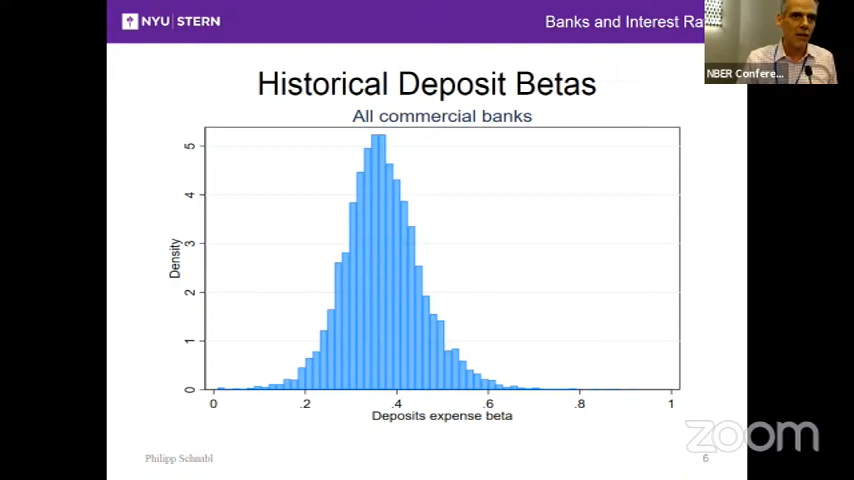 NYU STERN
Banks and Interest Ra
NBER Confere...
Historical Deposit Betas
All commercial banks
Density
5
4
3
2
1
0
0 .2 .4 .6 .8 1
Deposits expense beta
zoom
Philipp Schnabl
6